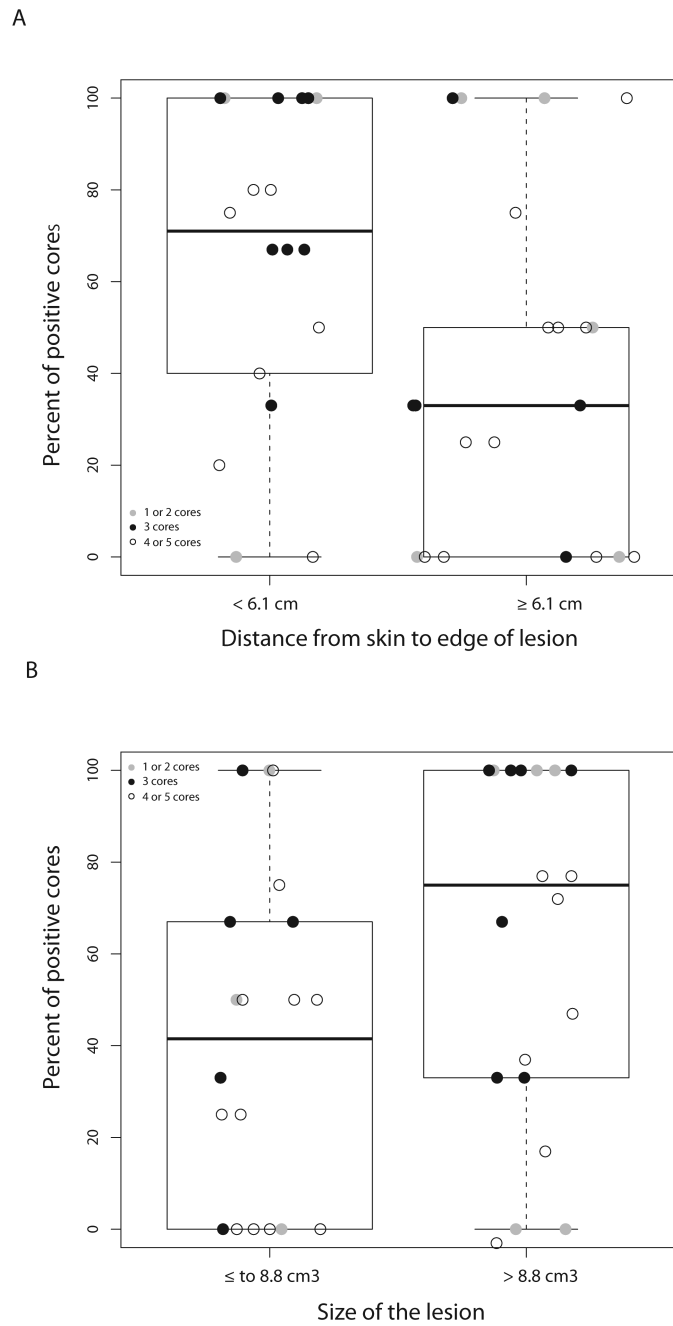 A
Percent of positive cores
100
80
60
40
20
0
1 or 2 cores
3 cores
4 or 5 cores
< 6.1 cm
≥ 6.1 cm
Distance from skin to edge of lesion
B
Percent of positive cores
100
80
60
40
20
0
1 or 2 cores
3 cores
4 or 5 cores
≤ to 8.8 cm3
> 8.8 cm3
Size of the lesion